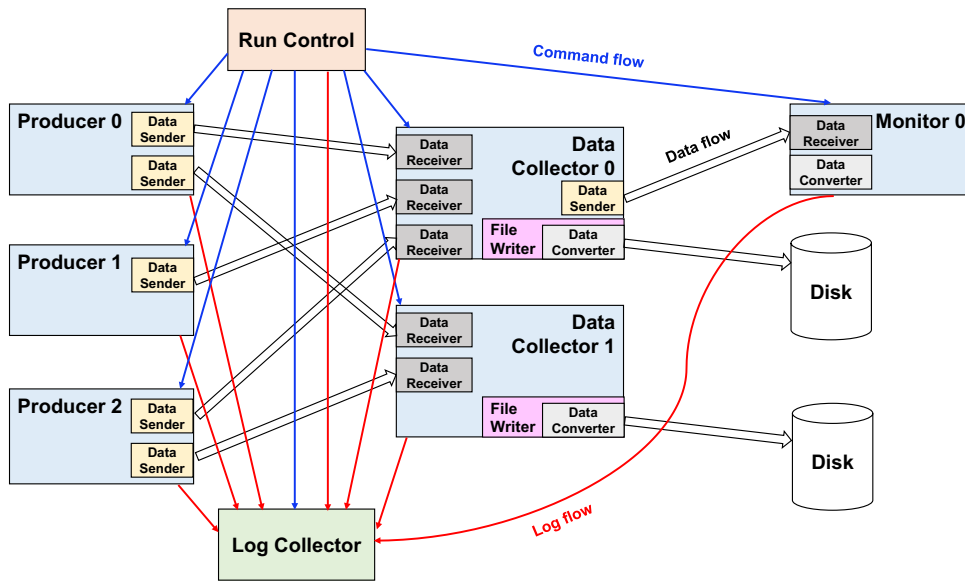 Run Control
Command flow
Producer 0
Data
Sender
Data
Sender
Data
Receiver
Data
Collector 0
Data
Receiver
Data
Sender
Data
Receiver
File
Writer
Data
Converter
Data flow
Monitor 0
Data
Receiver
Data
Converter
Producer 1
Data
Sender
Disk
Data
Receiver
Data
Collector 1
Data
Receiver
File
Writer
Data
Converter
Producer 2
Data
Sender
Data
Sender
Disk
Log Collector
Log flow